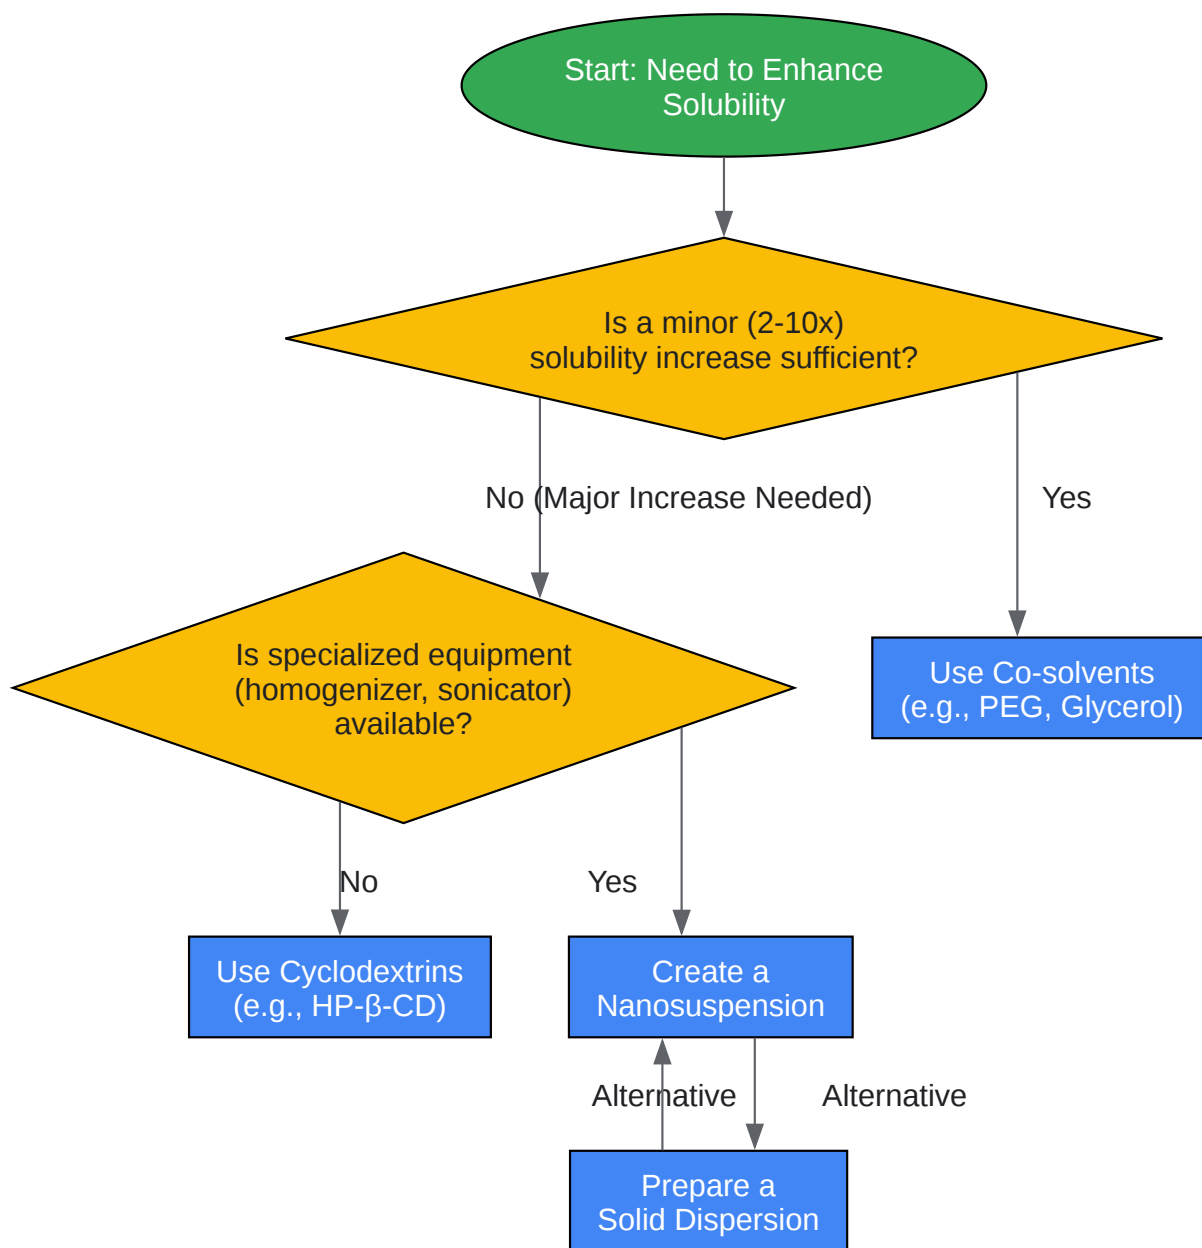 Start: Need to Enhance
Solubility
Is a minor (2-10x)
solubility increase sufficient?
No (Major Increase Needed)
Yes
Is specialized equipment
(homogenizer, sonicator)
available?
Use Co-solvents
(e.g., PEG, Glycerol)
No
Yes
Use Cyclodextrins
(e.g., HP-β-CD)
Create a
Nanosuspension
Alternative
Alternative
Prepare a
Solid Dispersion